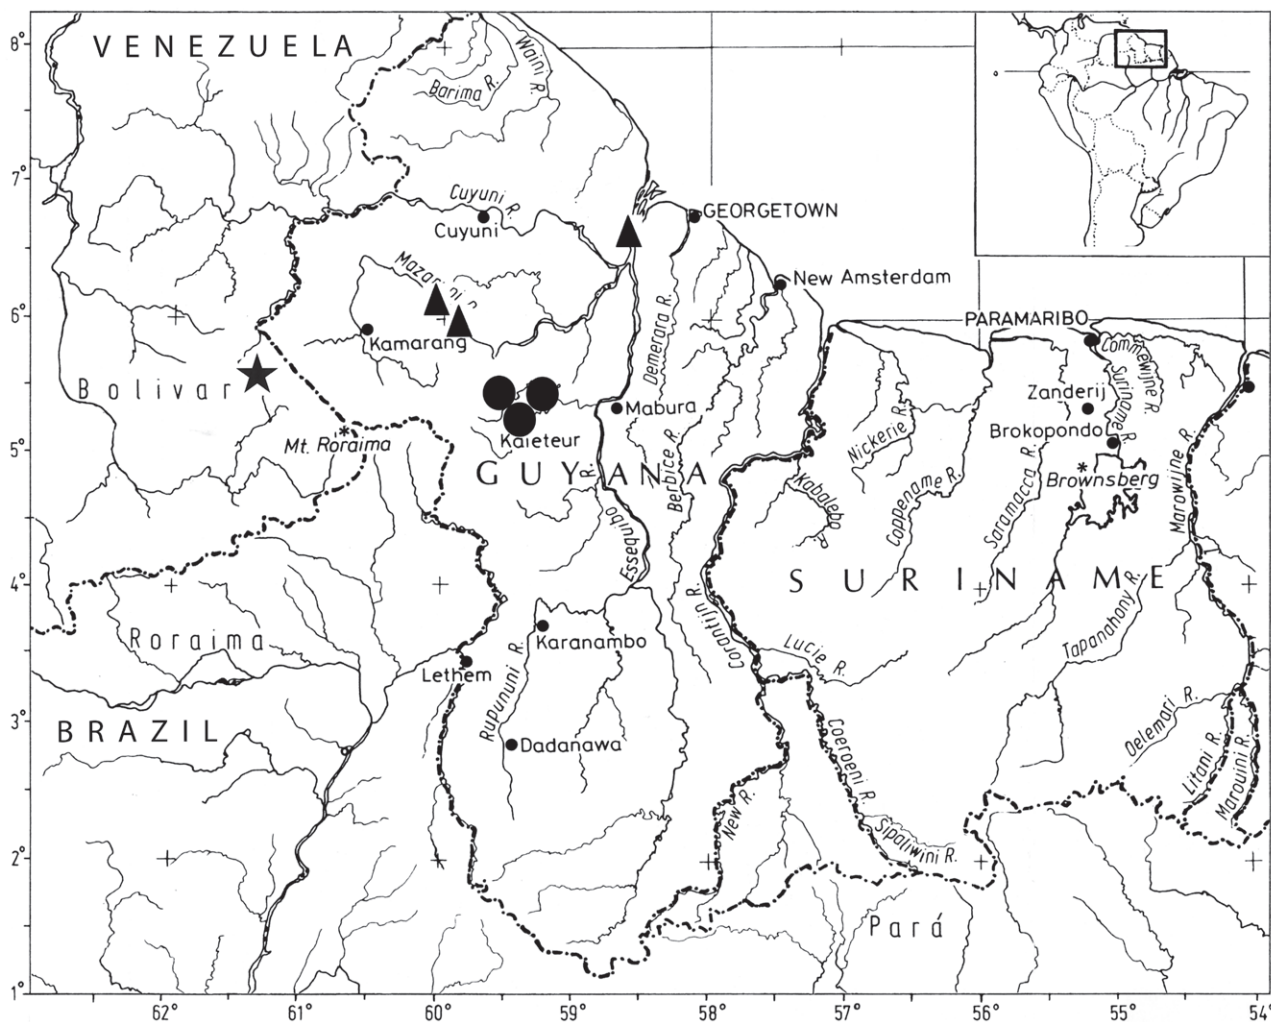 8°
VENEZUELA
Barima R.
Waini R.
7°
Cuyuni R.
Cuyuni
GEORGETOWN
New Amsterdam
6°
Kamarang
Demerara R.
PARAMARIBO
Commewijne R.
Suriname R.
Bolivar
Zanderij
Mabura
Nickerie R.
Brokopondo
Mt. Roraima
Kaieteur
5°
GUYANA
Berbice R.
Kabalebo R.
Coppename R.
Saramacca R.
Brownsberg
Marowijne R.
Essequibo R.
4°
SURINAME
Corantijn R.
Tapanahony R.
Roraima
Karanambo
Lucie R.
Lethem
Rupununi R.
3°
BRAZIL
Dadanawa
Coeroeni R.
Oelemari R.
Litani R.
Marouini R.
New R.
Sipaliwini R.
2°
Pará
1°
62°
61°
60°
59°
58°
57°
56°
55°
54°